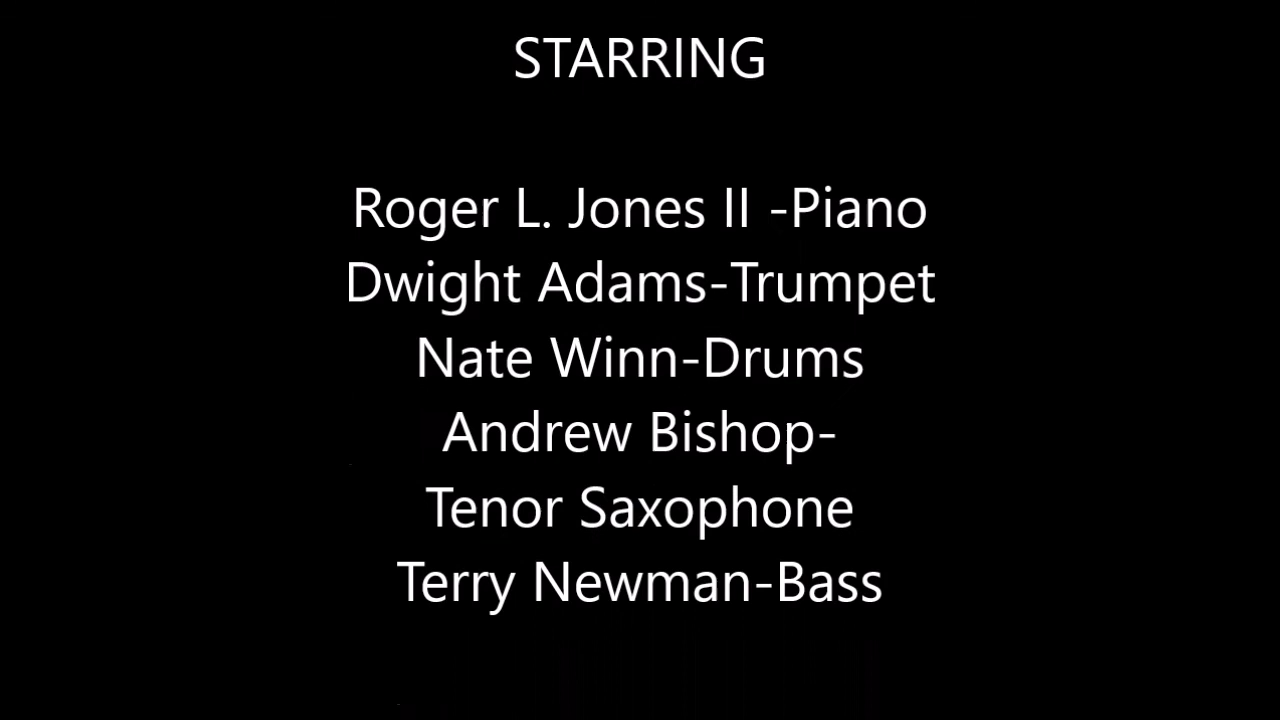 STARRING
Roger L. Jones II -Piano
Dwight Adams-Trumpet
Nate Winn-Drums
Andrew Bishop-
Tenor Saxophone
Terry Newman-Bass